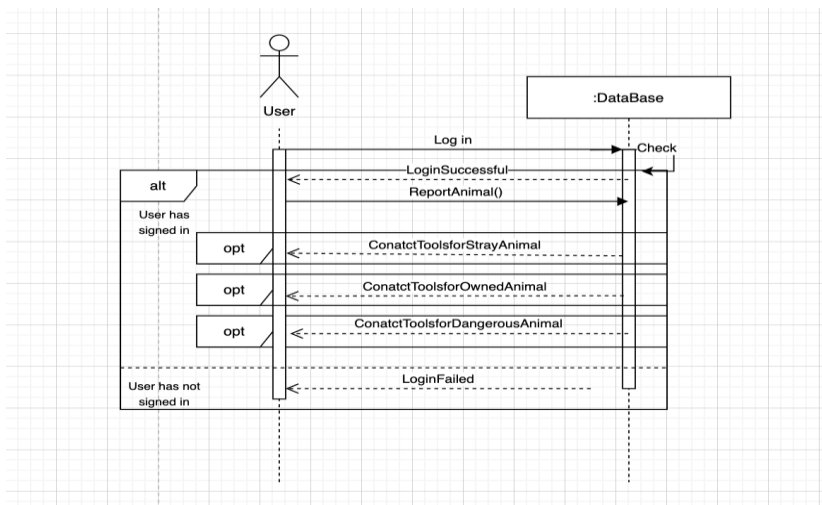 User
:DataBase
Log in
Check
LoginSuccessful
alt
ReportAnimal()
User has
signed in
opt
ConatctToolsforStrayAnimal
opt
ConatctToolsforOwnedAnimal
opt
ConatctToolsforDangerousAnimal
User has not
signed in
LoginFailed